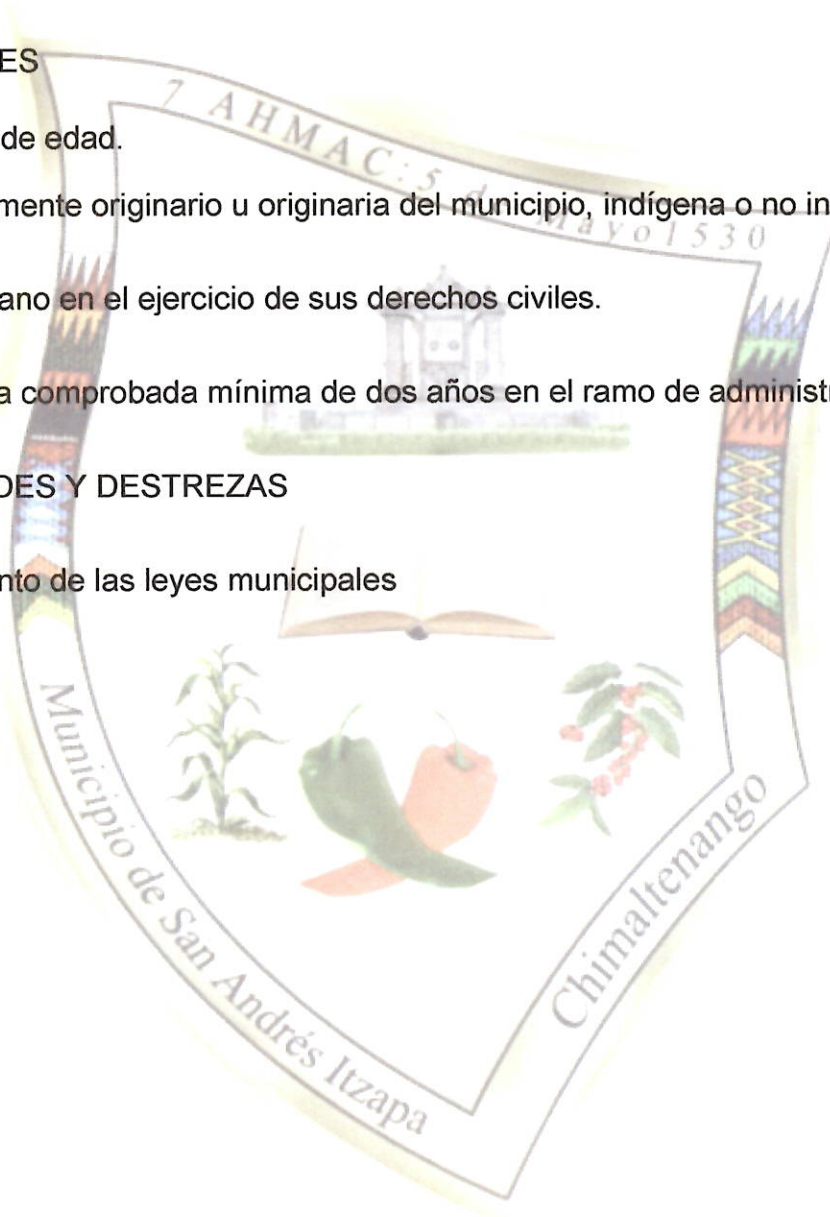 ES
de edad.
mente originario u originaria del municipio, indígena o no in
ano en el ejercicio de sus derechos civiles.
a comprobada mínima de dos años en el ramo de administr
DES Y DESTREZAS
nto de las leyes municipales
7 AHMAC: 5 de Mayo 1530
Municipio de San Andrés Itzapa
Chimaltenango